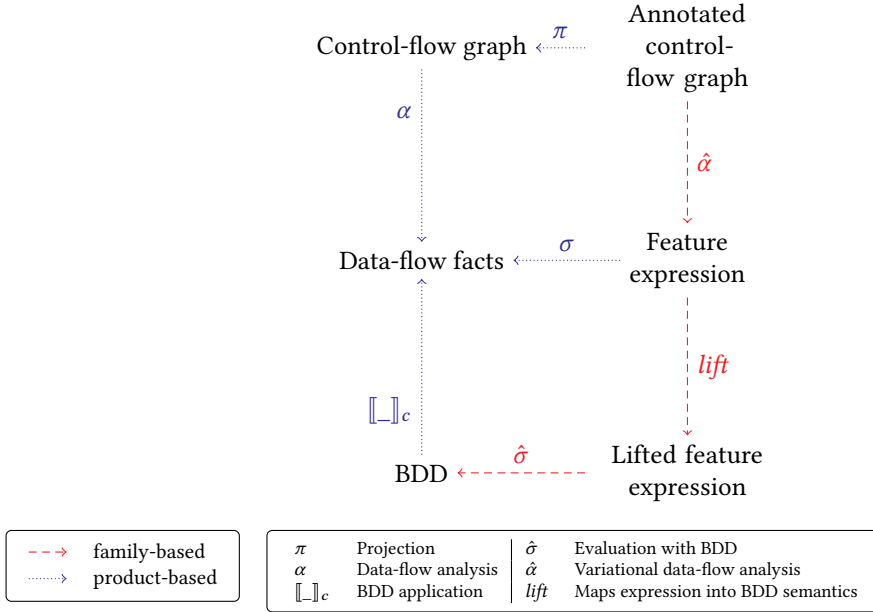 Annotated
control-
flow graph
Control-flow graph
π
α
α̂
Data-flow facts
σ
Feature
expression
lift
⟦_⟧c
BDD
σ̂
Lifted feature
expression
family-based
product-based
π Projection σ̂ Evaluation with BDD
α Data-flow analysis α̂ Variational data-flow analysis
⟦_⟧c BDD application lift Maps expression into BDD semantics